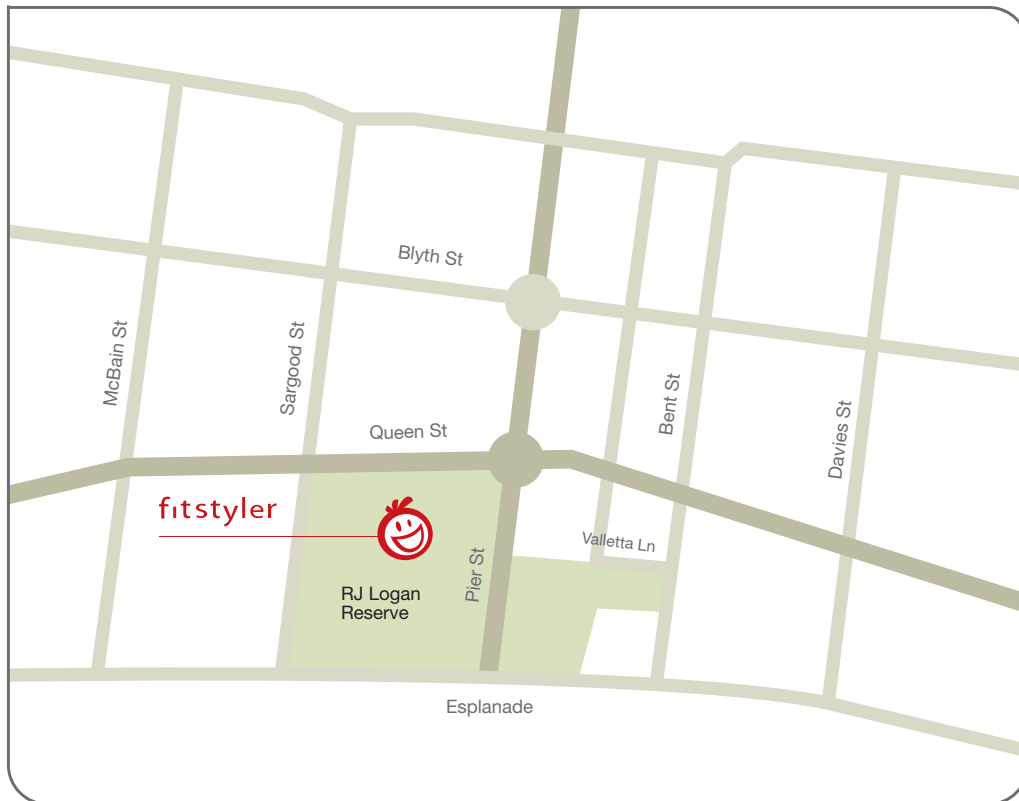 Blyth St
McBain St
Sargood St
Bent St
Davies St
Queen St
fitstyler
Valletta Ln
Pier St
RJ Logan
Reserve
Esplanade